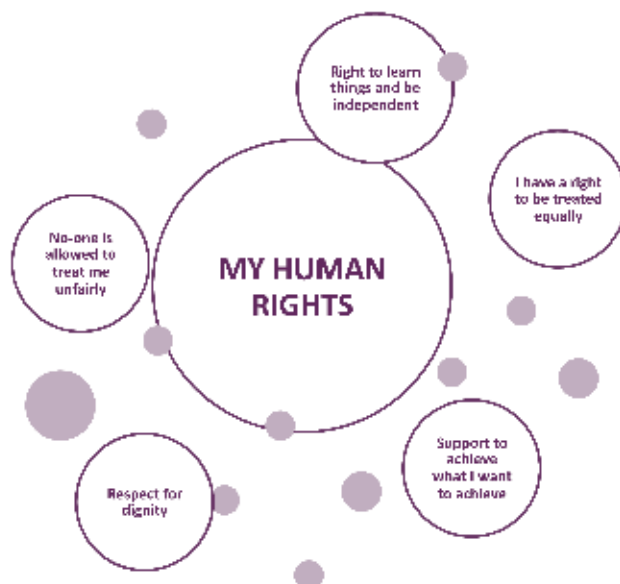 Right to learn
things and be
independent
I have a right
to be treated
equally
No-one is
allowed to
treat me
unfairly
MY HUMAN
RIGHTS
Support to
achieve
what I want
to achieve
Respect for
dignity